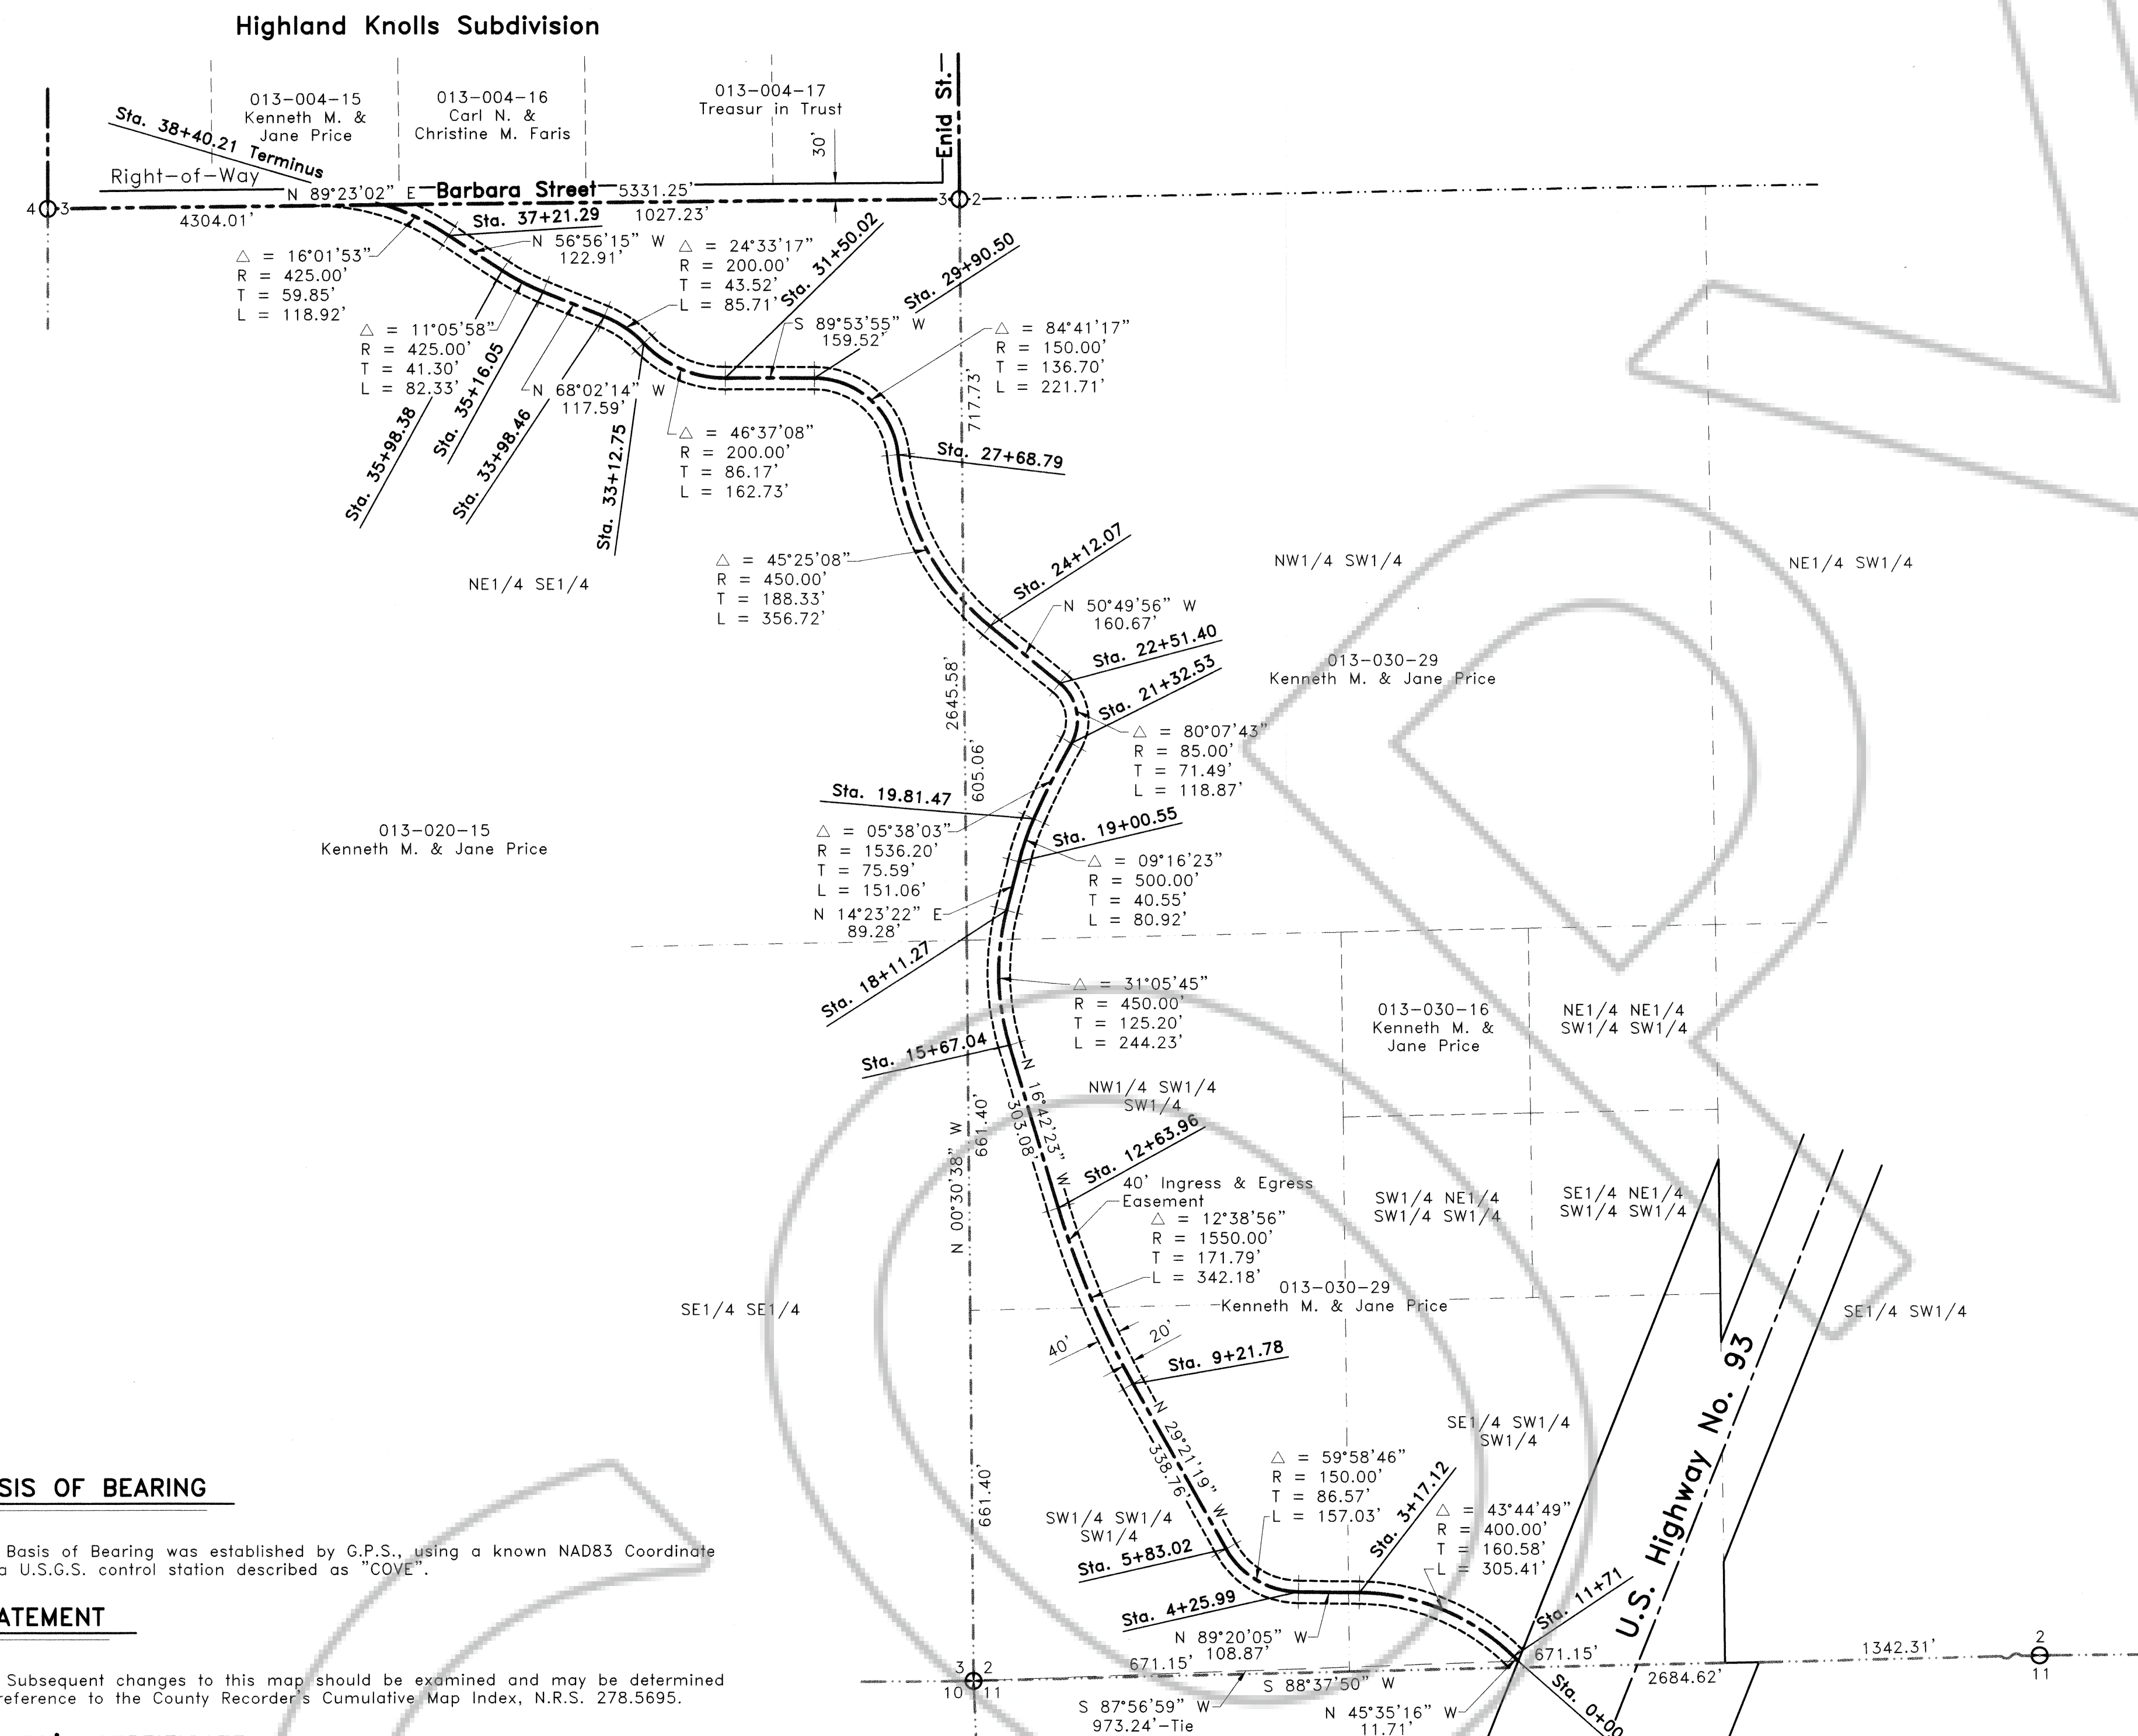 Highland Knolls Subdivision
013-004-15
Kenneth M. &
Jane Price
013-004-16
Carl N. &
Christine M. Faris
013-004-17
Treasur in Trust
30'
Enid St.
Sta. 38+40.21 Terminus
Right-of-Way
N 89°23'02" E
Barbara Street
5331.25'
4 3
4304.01'
1027.23'
3 2
Sta. 37+21.29
N 56°56'15" W
122.91'
△ = 16°01'53"
R = 425.00'
T = 59.85'
L = 118.92'
△ = 24°33'17"
R = 200.00'
T = 43.52'
L = 85.71'
Sta. 31+50.02
Sta. 29+90.50
S 89°53'55" W
159.52'
△ = 84°41'17"
R = 150.00'
T = 136.70'
L = 221.71'
△ = 11°05'58"
R = 425.00'
T = 41.30'
L = 82.33'
Sta. 35+98.38
Sta. 35+16.05
Sta. 33+98.46
Sta. 33+12.75
N 68°02'14" W
117.59'
717.73'
△ = 46°37'08"
R = 200.00'
T = 86.17'
L = 162.73'
Sta. 27+68.79
△ = 45°25'08"
R = 450.00'
T = 188.33'
L = 356.72'
NE1/4 SE1/4
Sta. 24+12.07
NW1/4 SW1/4
NE1/4 SW1/4
N 50°49'56" W
160.67'
Sta. 22+51.40
Sta. 21+32.53
013-030-29
Kenneth M. & Jane Price
2645.58'
605.06'
△ = 80°07'43"
R = 85.00'
T = 71.49'
L = 118.87'
Sta. 19.81.47
Sta. 19+00.55
013-020-15
Kenneth M. & Jane Price
△ = 05°38'03"
R = 1536.20'
T = 75.59'
L = 151.06'
N 14°23'22" E
89.28'
△ = 09°16'23"
R = 500.00'
T = 40.55'
L = 80.92'
Sta. 18+11.27
△ = 31°05'45"
R = 450.00'
T = 125.20'
L = 244.23'
013-030-16
Kenneth M. &
Jane Price
NE1/4 NE1/4
SW1/4 SW1/4
Sta. 15+67.04
N 16°42'23" W
303.08'
NW1/4 SW1/4
SW1/4
661.40'
N 00°30'38" W
Sta. 12+63.96
40' Ingress & Egress
Easement
△ = 12°38'56"
R = 1550.00'
T = 171.79'
L = 342.18'
SW1/4 NE1/4
SW1/4 SW1/4
SE1/4 NE1/4
SW1/4 SW1/4
013-030-29
Kenneth M. & Jane Price
SE1/4 SE1/4
SE1/4 SW1/4
40'
20'
Sta. 9+21.78
N 29°21'19" W
338.76'
SE1/4 SW1/4
SW1/4
U.S. Highway No. 93
661.40'
△ = 59°58'46"
R = 150.00'
T = 86.57'
L = 157.03'
Sta. 3+17.12
△ = 43°44'49"
R = 400.00'
T = 160.58'
L = 305.41'
SW1/4 SW1/4
SW1/4
Sta. 5+83.02
Sta. 4+25.99
Sta. 11+71
N 89°20'05" W
108.87'
671.15'
671.15'
1342.31'
2684.62'
2
11
3 2
10 11
S 88°37'50" W
S 87°56'59" W
973.24'-Tie
N 45°35'16" W
11.71'
Sta. 0+00
SIS OF BEARING
Basis of Bearing was established by G.P.S., using a known NAD83 Coordinate
a U.S.G.S. control station described as "COVE".
ATEMENT
Subsequent changes to this map should be examined and may be determined
reference to the County Recorder's Cumulative Map Index, N.R.S. 278.5695.